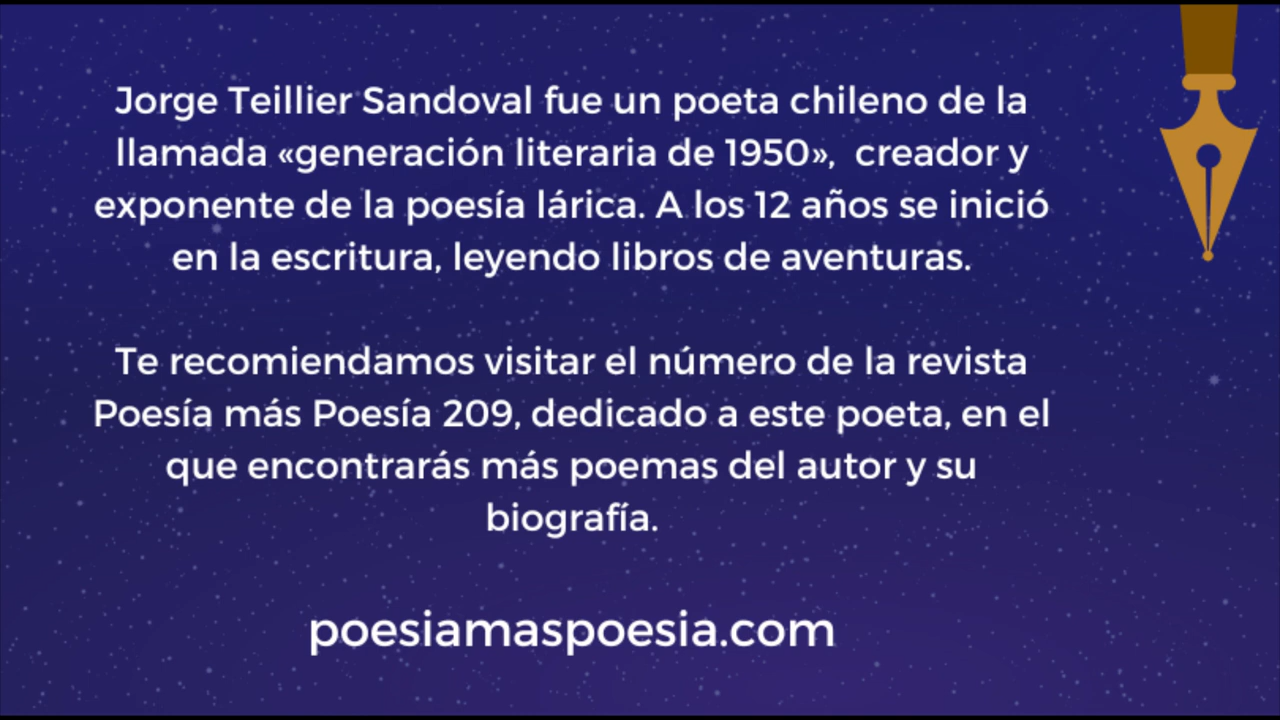 Jorge Teillier Sandoval fue un poeta chileno de la
llamada «generación literaria de 1950»,  creador y
exponente de la poesía lárica. A los 12 años se inició
en la escritura, leyendo libros de aventuras.
Te recomiendamos visitar el número de la revista
Poesía más Poesía 209, dedicado a este poeta, en el
que encontrarás más poemas del autor y su
biografía.
poesiamaspoesia.com